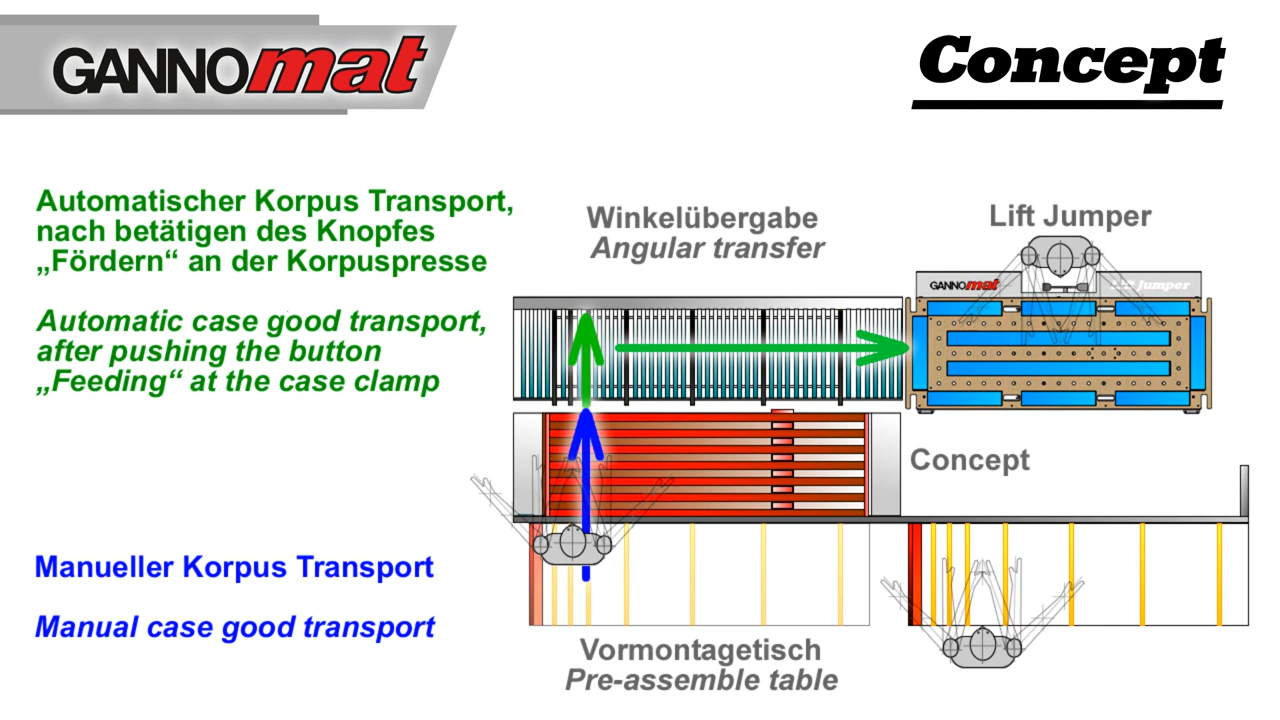 GANNOmat
Concept
Automatischer Korpus Transport,
nach betätigen des Knopfes
„Fördern“ an der Korpuspresse
Automatic case good transport,
after pushing the button
„Feeding“ at the case clamp
Manueller Korpus Transport
Manual case good transport
Winkelübergabe
Angular transfer
Lift Jumper
GANNOmat
Jumper
Concept
Vormontagetisch
Pre-assemble table